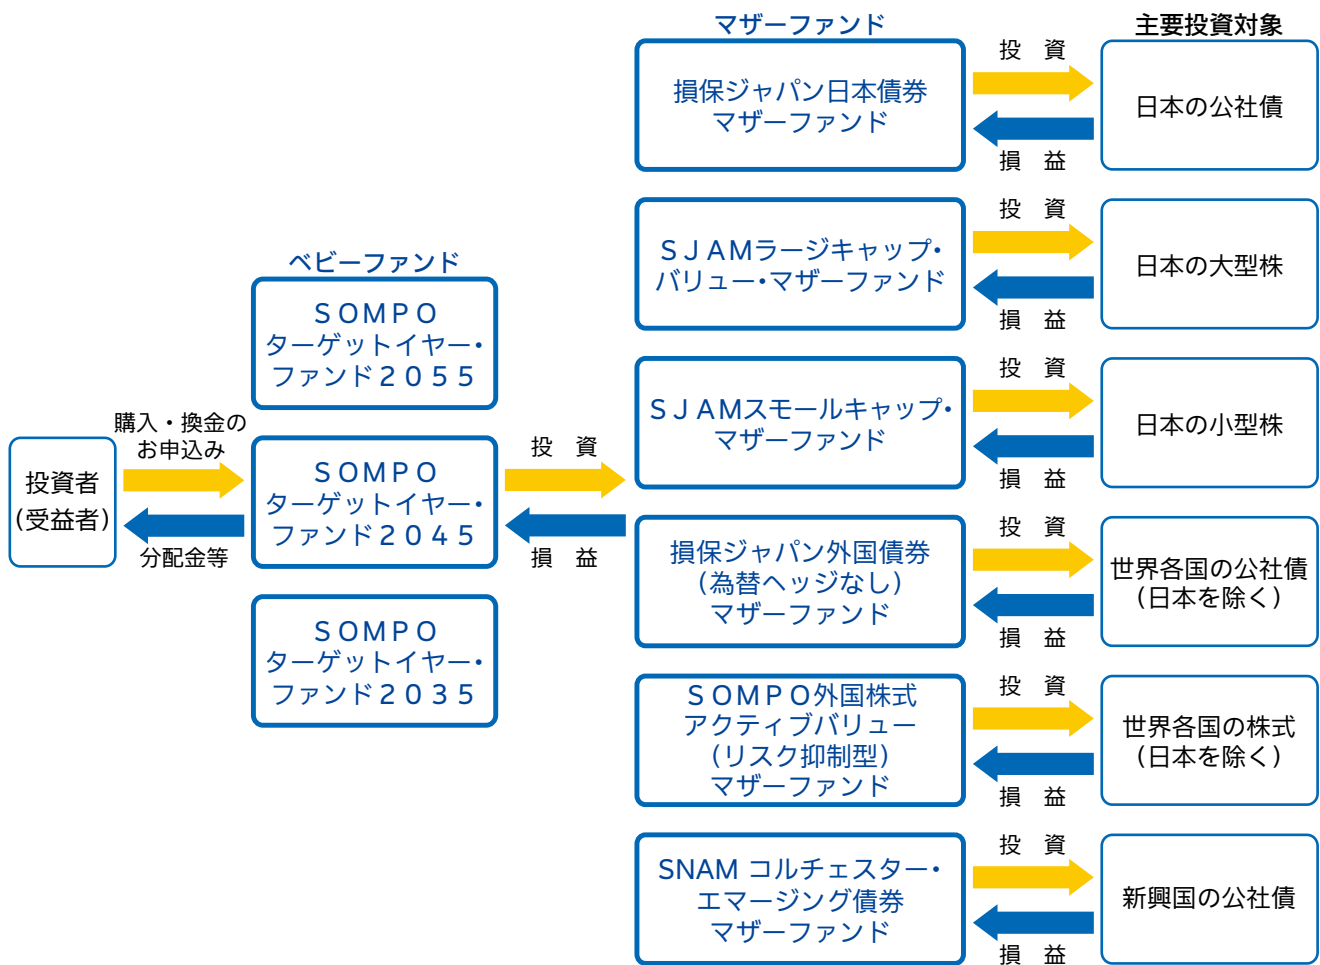 投資者
(受益者)
購入・換金の
お申込み
分配金等
ベビーファンド
ＳＯＭＰＯ
ターゲットイヤー・
ファンド２０５５
ＳＯＭＰＯ
ターゲットイヤー・
ファンド２０４５
ＳＯＭＰＯ
ターゲットイヤー・
ファンド２０３５
投　資
損　益
マザーファンド
主要投資対象
損保ジャパン日本債券
マザーファンド
投　資
損　益
日本の公社債
ＳＪＡＭラージキャップ・
バリュー・マザーファンド
投　資
損　益
日本の大型株
ＳＪＡＭスモールキャップ・
マザーファンド
投　資
損　益
日本の小型株
損保ジャパン外国債券
（為替ヘッジなし）
マザーファンド
投　資
損　益
世界各国の公社債
（日本を除く）
ＳＯＭＰＯ外国株式
アクティブバリュー
（リスク抑制型）
マザーファンド
投　資
損　益
世界各国の株式
（日本を除く）
SNAM コルチェスター・
エマージング債券
マザーファンド
投　資
損　益
新興国の公社債